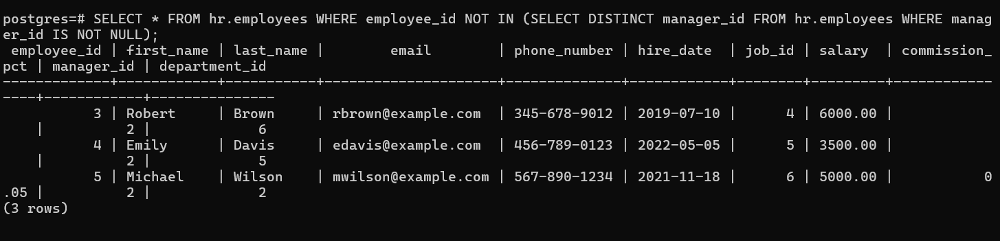 postgres=# SELECT * FROM hr.employees WHERE employee_id NOT IN (SELECT DISTINCT manager_id FROM hr.employees WHERE manag
er_id IS NOT NULL);
 employee_id | first_name | last_name |        email        | phone_number | hire_date  | job_id | salary  | commission_
pct | manager_id | department_id
-------------+------------+-----------+---------------------+--------------+------------+--------+---------+------------
----+------------+---------------
           3 | Robert     | Brown     | rbrown@example.com  | 345-678-9012 | 2019-07-10 |      4 | 6000.00 |
    |          2 |             6
           4 | Emily      | Davis     | edavis@example.com  | 456-789-0123 | 2022-05-05 |      5 | 3500.00 |
    |          2 |             5
           5 | Michael    | Wilson    | mwilson@example.com | 567-890-1234 | 2021-11-18 |      6 | 5000.00 |           0
.05 |          2 |             2
(3 rows)